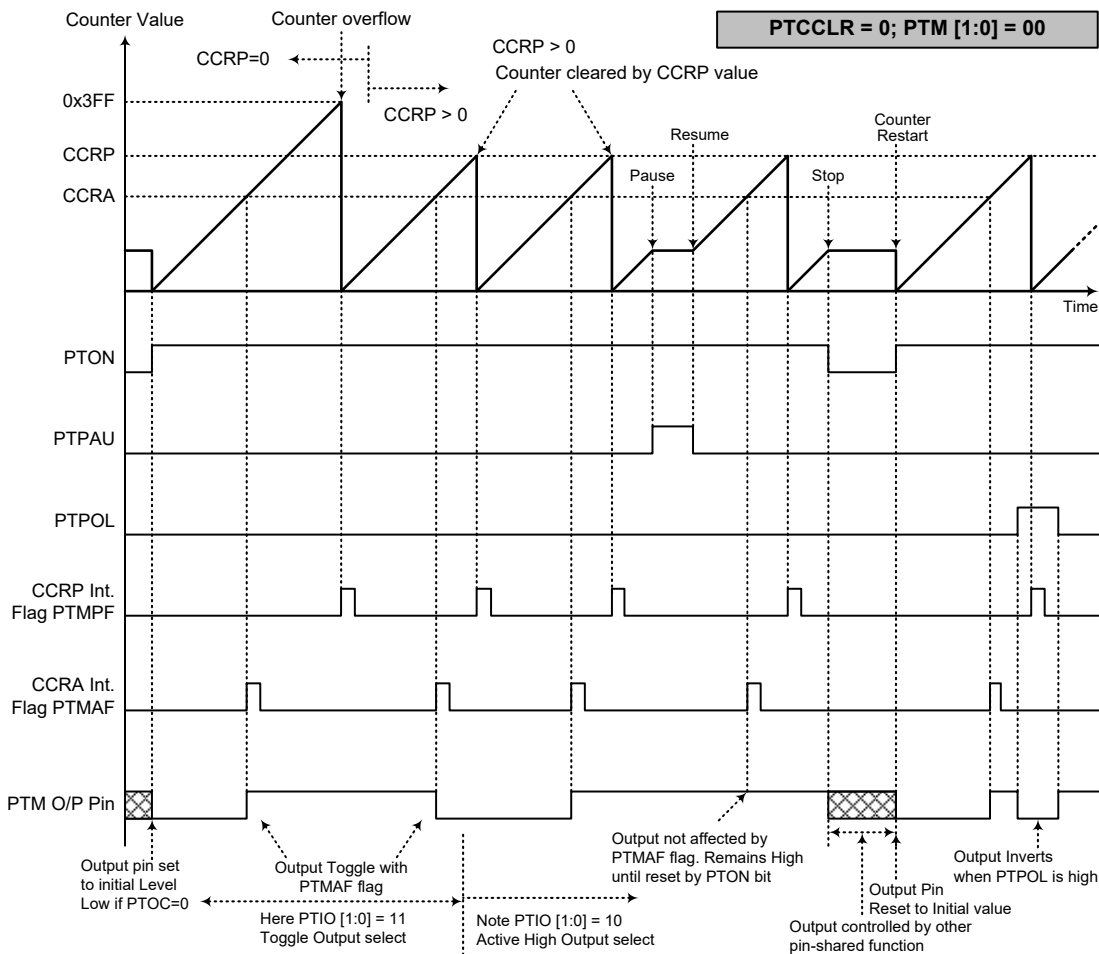 Counter Value
Counter overflow
PTCCLR = 0; PTM [1:0] = 00
CCRP=0
CCRP > 0
CCRP > 0
Counter cleared by CCRP value
0x3FF
CCRP
CCRA
Pause
Resume
Stop
Counter
Restart
Time
PTON
PTPAU
PTPOL
CCRP Int.
Flag PTMPF
CCRA Int.
Flag PTMAF
PTM O/P Pin
Output pin set
to initial Level
Low if PTOC=0
Output Toggle with
PTMAF flag
Here PTIO [1:0] = 11
Toggle Output select
Note PTIO [1:0] = 10
Active High Output select
Output not affected by
PTMAF flag. Remains High
until reset by PTON bit
Output Pin
Reset to Initial value
Output controlled by other
pin-shared function
Output Inverts
when PTPOL is high